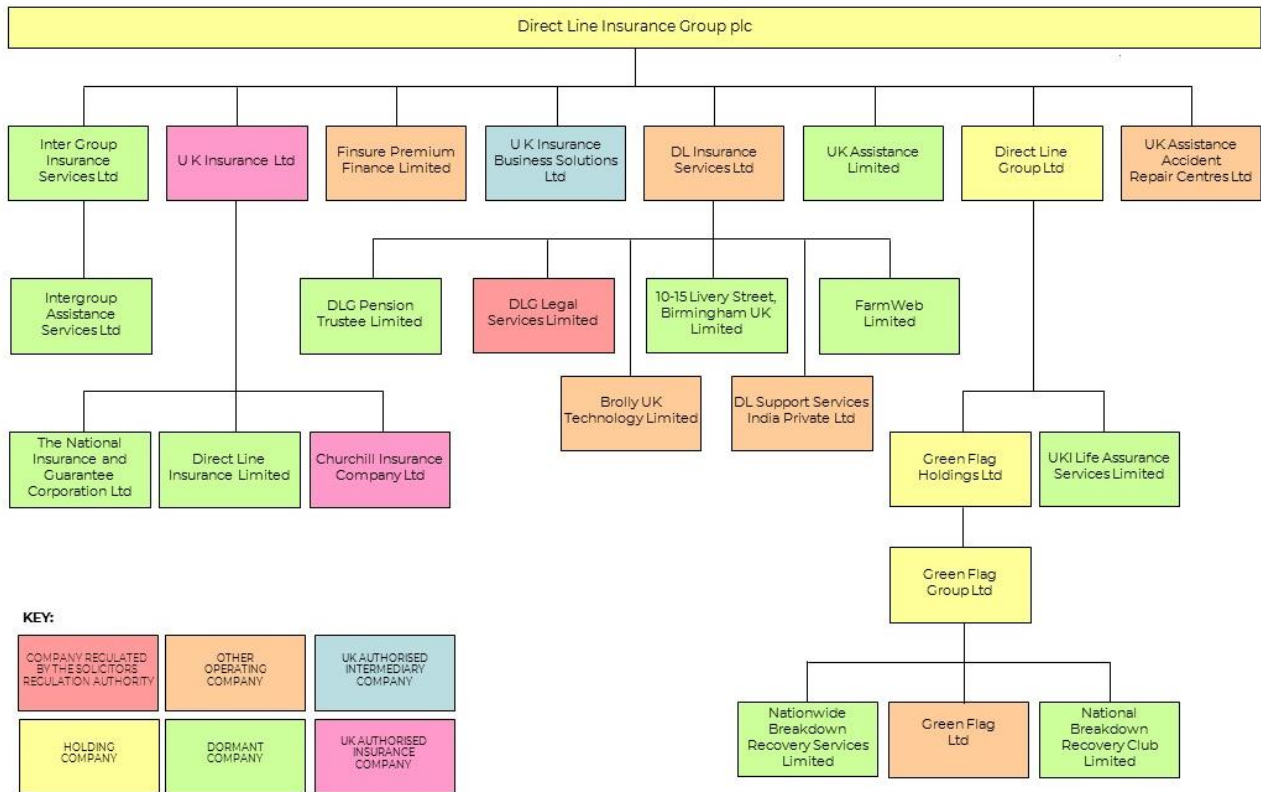 Direct Line Insurance Group plc
Inter Group
Insurance
Services Ltd
U K Insurance Ltd
Finsure Premium
Finance Limited
U K Insurance
Business Solutions
Ltd
DL Insurance
Services Ltd
UK Assistance
Limited
Direct Line
Group Ltd
UK Assistance
Accident
Repair Centres Ltd
Intergroup
Assistance
Services Ltd
DLG Pension
Trustee Limited
DLG Legal
Services Limited
10-15 Livery Street,
Birmingham UK
Limited
FarmWeb
Limited
Brolly UK
Technology Limited
DL Support Services
India Private Ltd
The National
Insurance and
Guarantee
Corporation Ltd
Direct Line
Insurance Limited
Churchill Insurance
Company Ltd
Green Flag
Holdings Ltd
UKI Life Assurance
Services Limited
Green Flag
Group Ltd
Nationwide
Breakdown
Recovery Services
Limited
Green Flag
Ltd
National
Breakdown
Recovery Club
Limited
KEY:
COMPANY REGULATED
BY THE SOLICITORS
REGULATION AUTHORITY
OTHER
OPERATING
COMPANY
UK AUTHORISED
INTERMEDIARY
COMPANY
HOLDING
COMPANY
DORMANT
COMPANY
UK AUTHORISED
INSURANCE
COMPANY